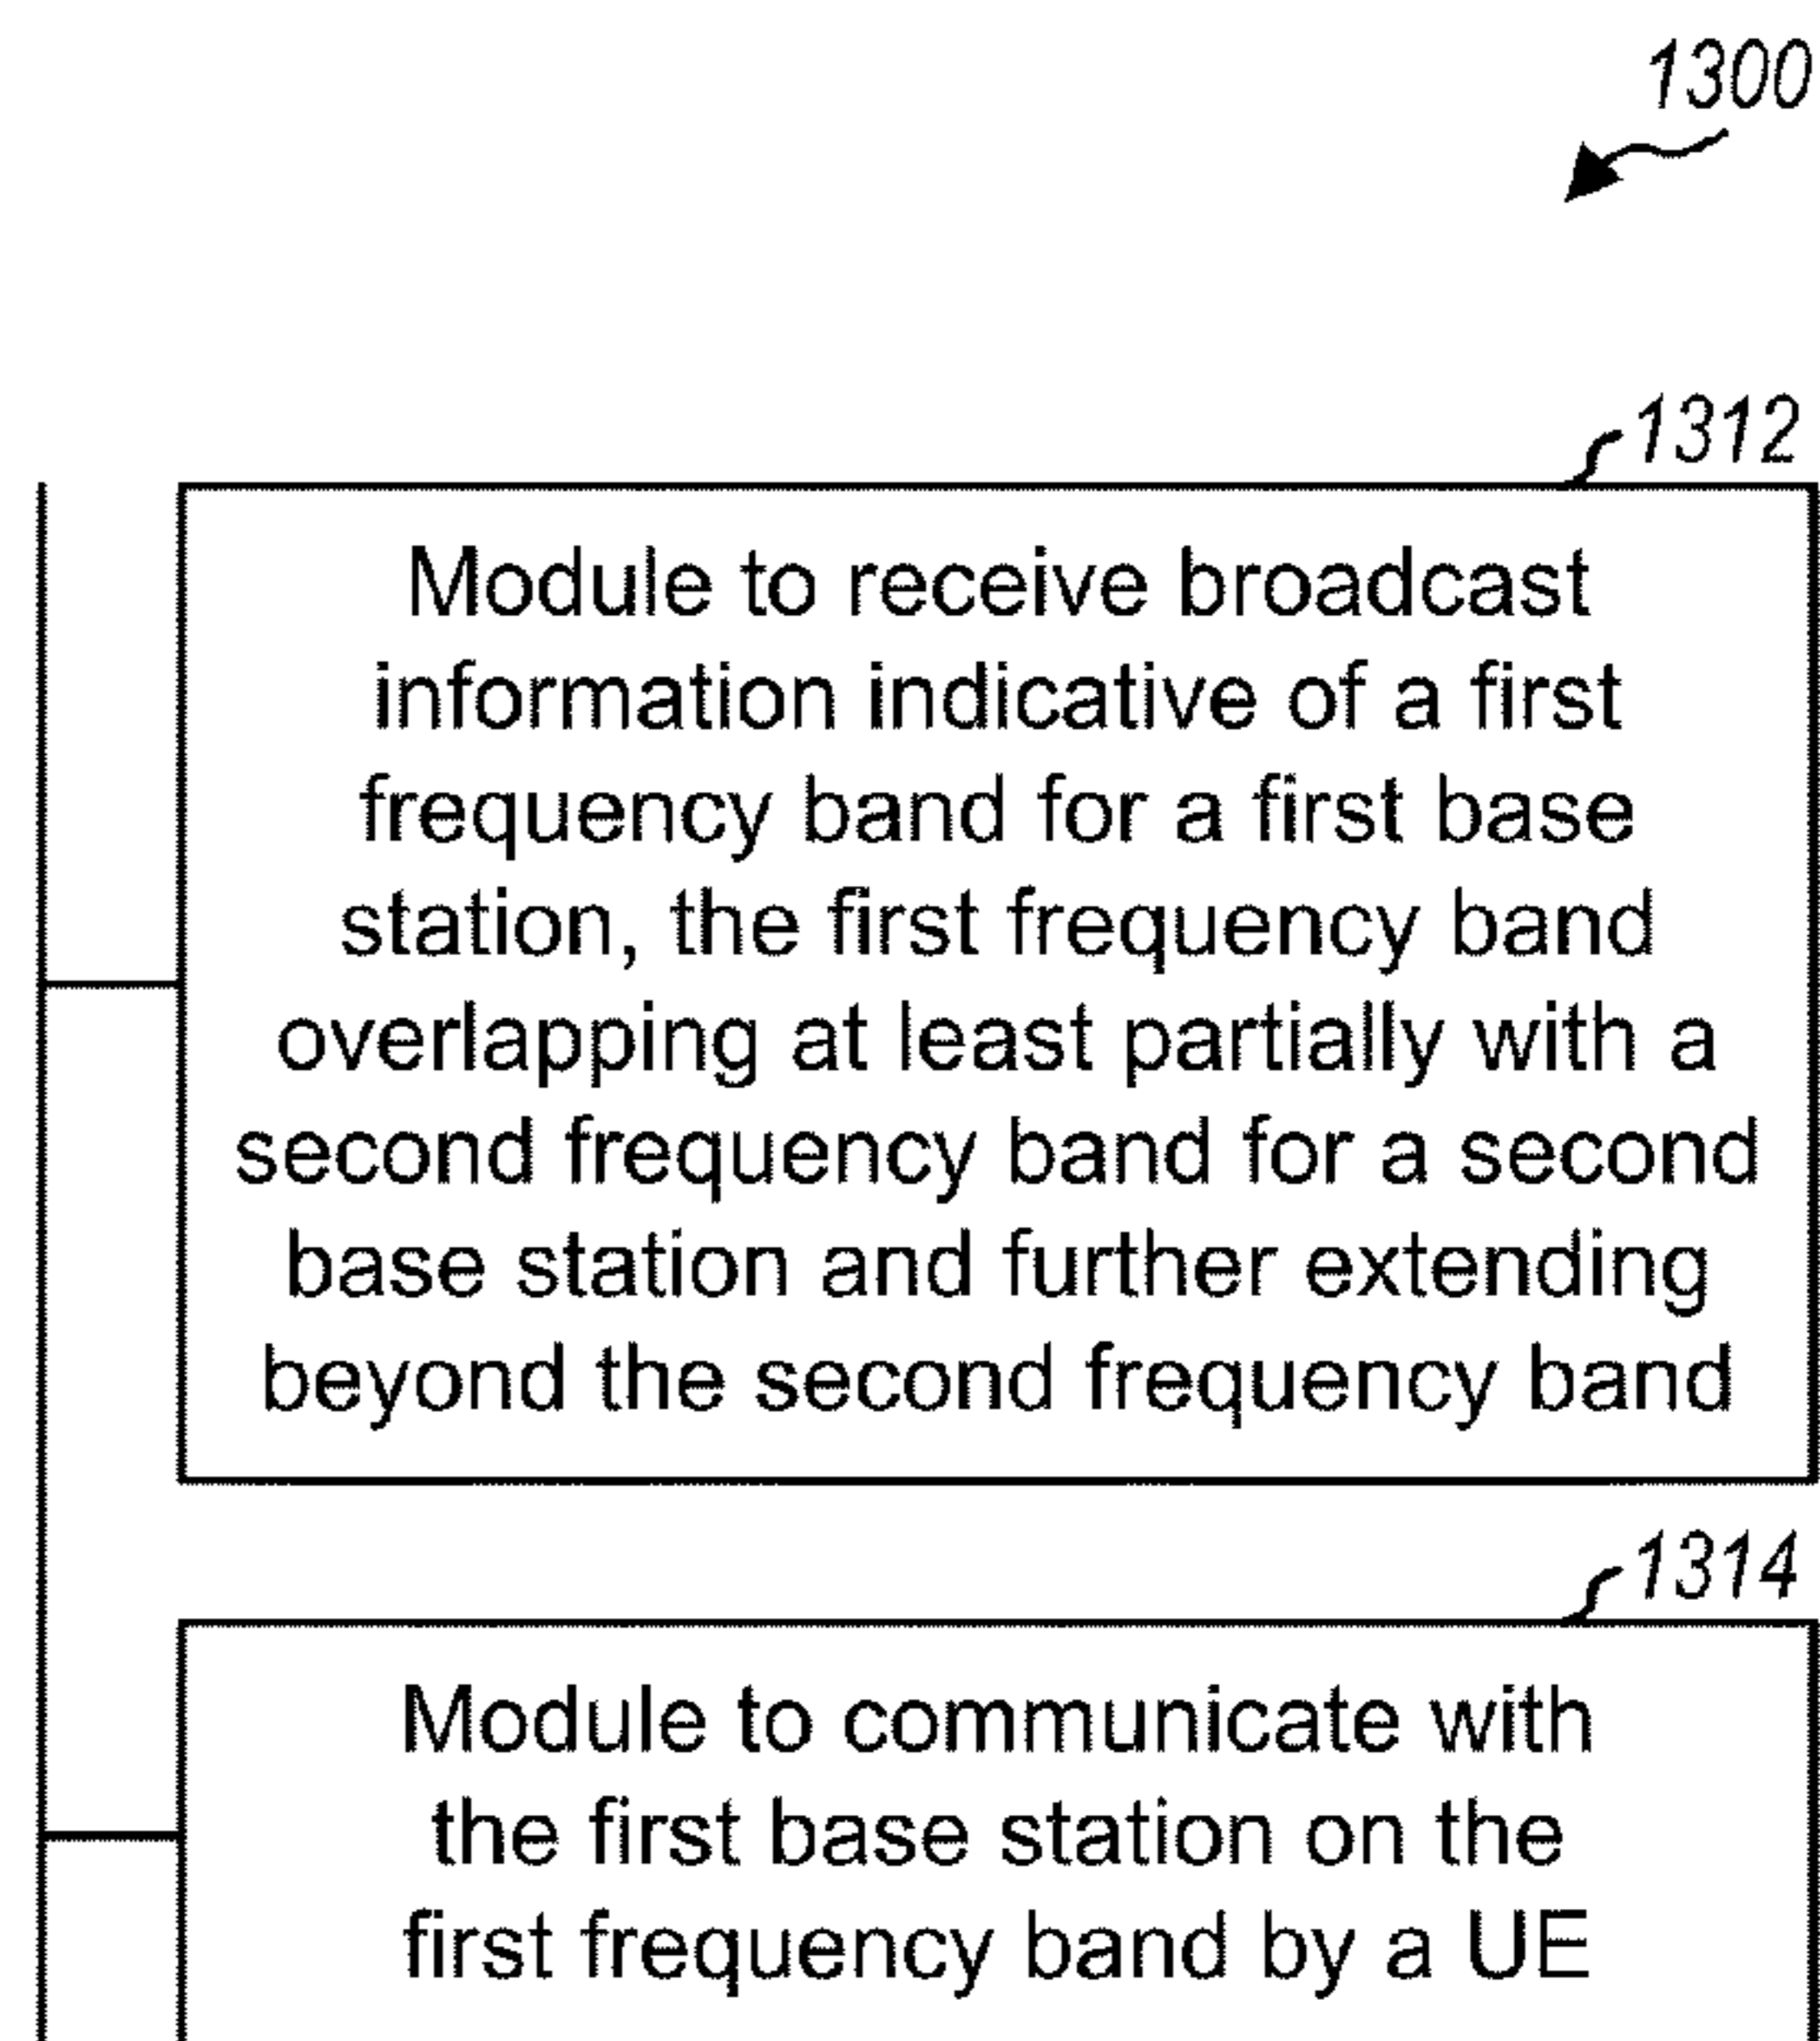 1300
1312
Module to receive broadcast
information indicative of a first
frequency band for a first base
station, the first frequency band
overlapping at least partially with a
second frequency band for a second
base station and further extending
beyond the second frequency band
1314
Module to communicate with
the first base station on the
first frequency band by a UE